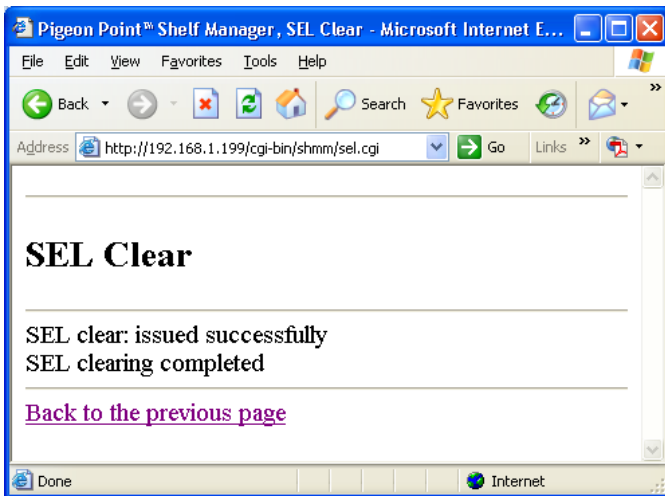 Pigeon Point™ Shelf Manager, SEL Clear - Microsoft Internet E...
File Edit View Favorites Tools Help
Back Search Favorites »
Address http://192.168.1.199/cgi-bin/shmm/sel.cgi Go Links »
SEL Clear
SEL clear: issued successfully
SEL clearing completed
Back to the previous page
Done Internet